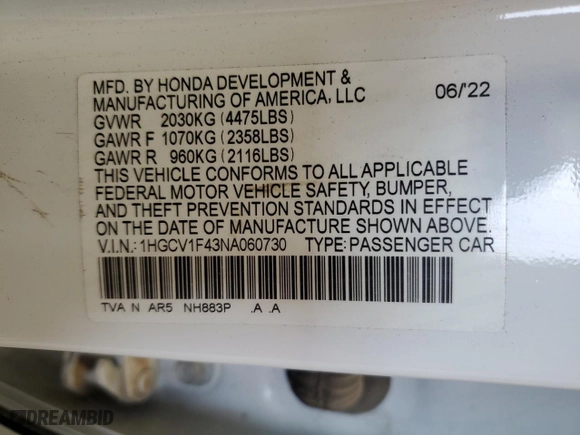 MFD. BY HONDA DEVELOPMENT &
MANUFACTURING OF AMERICA, LLC 06/'22
GVWR 2030KG (4475LBS)
GAWR F 1070KG (2358LBS)
GAWR R 960KG (2116LBS)
THIS VEHICLE CONFORMS TO ALL APPLICABLE
FEDERAL MOTOR VEHICLE SAFETY, BUMPER,
AND THEFT PREVENTION STANDARDS IN EFFECT
ON THE DATE OF MANUFACTURE SHOWN ABOVE.
V.I.N.: 1HGCV1F43NA060730 TYPE: PASSENGER CAR
TVA N AR5 NH883P .A .A
DREAMBID